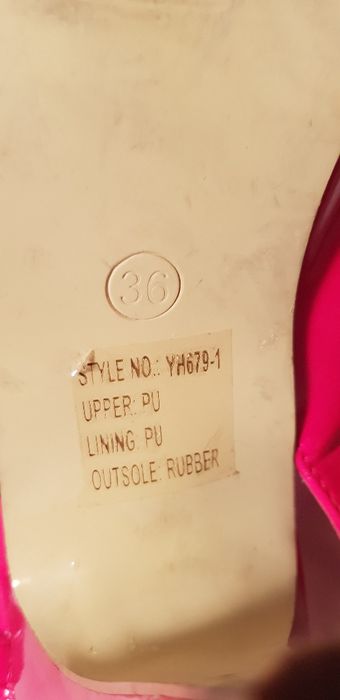 36
STYLE NO.: YH679-1
UPPER: PU
LINING: PU
OUTSOLE: RUBBER